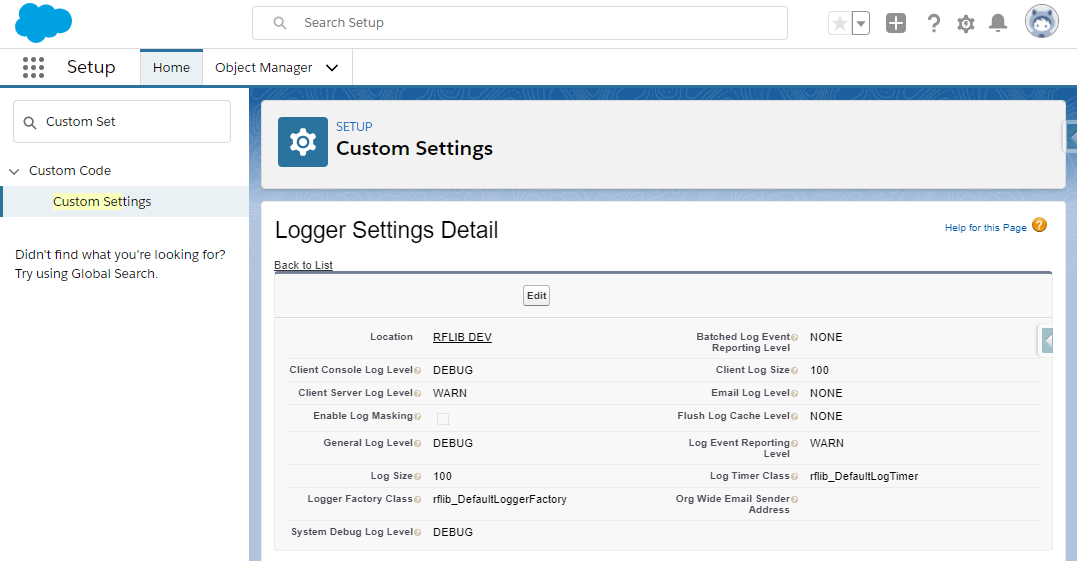 Search Setup
Setup
Home
Object Manager
Custom Set
Custom Code
Custom Settings
Didn't find what you're looking for?
Try using Global Search.
SETUP
Custom Settings
Logger Settings Detail
Help for this Page
Back to List
Edit
Location RFLIB DEV
Batched Log Event
Reporting Level NONE
Client Console Log Level DEBUG
Client Log Size 100
Client Server Log Level WARN
Email Log Level NONE
Enable Log Masking
Flush Log Cache Level NONE
General Log Level DEBUG
Log Event Reporting
Level WARN
Log Size 100
Log Timer Class rflib_DefaultLogTimer
Logger Factory Class rflib_DefaultLoggerFactory
Org Wide Email Sender
Address
System Debug Log Level DEBUG